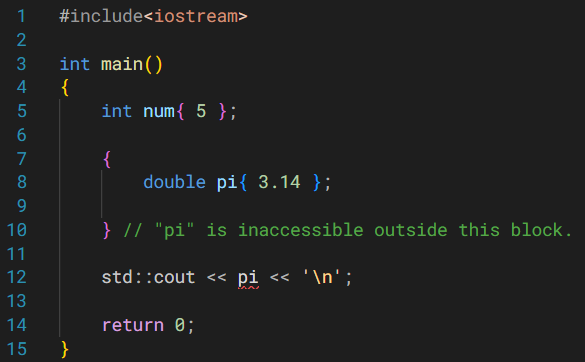 1 #include<iostream>
2
3 int main()
4 {
5     int num{ 5 };
6
7     {
8         double pi{ 3.14 };
9
10     } // "pi" is inaccessible outside this block.
11
12     std::cout << pi << '\n';
13
14     return 0;
15 }